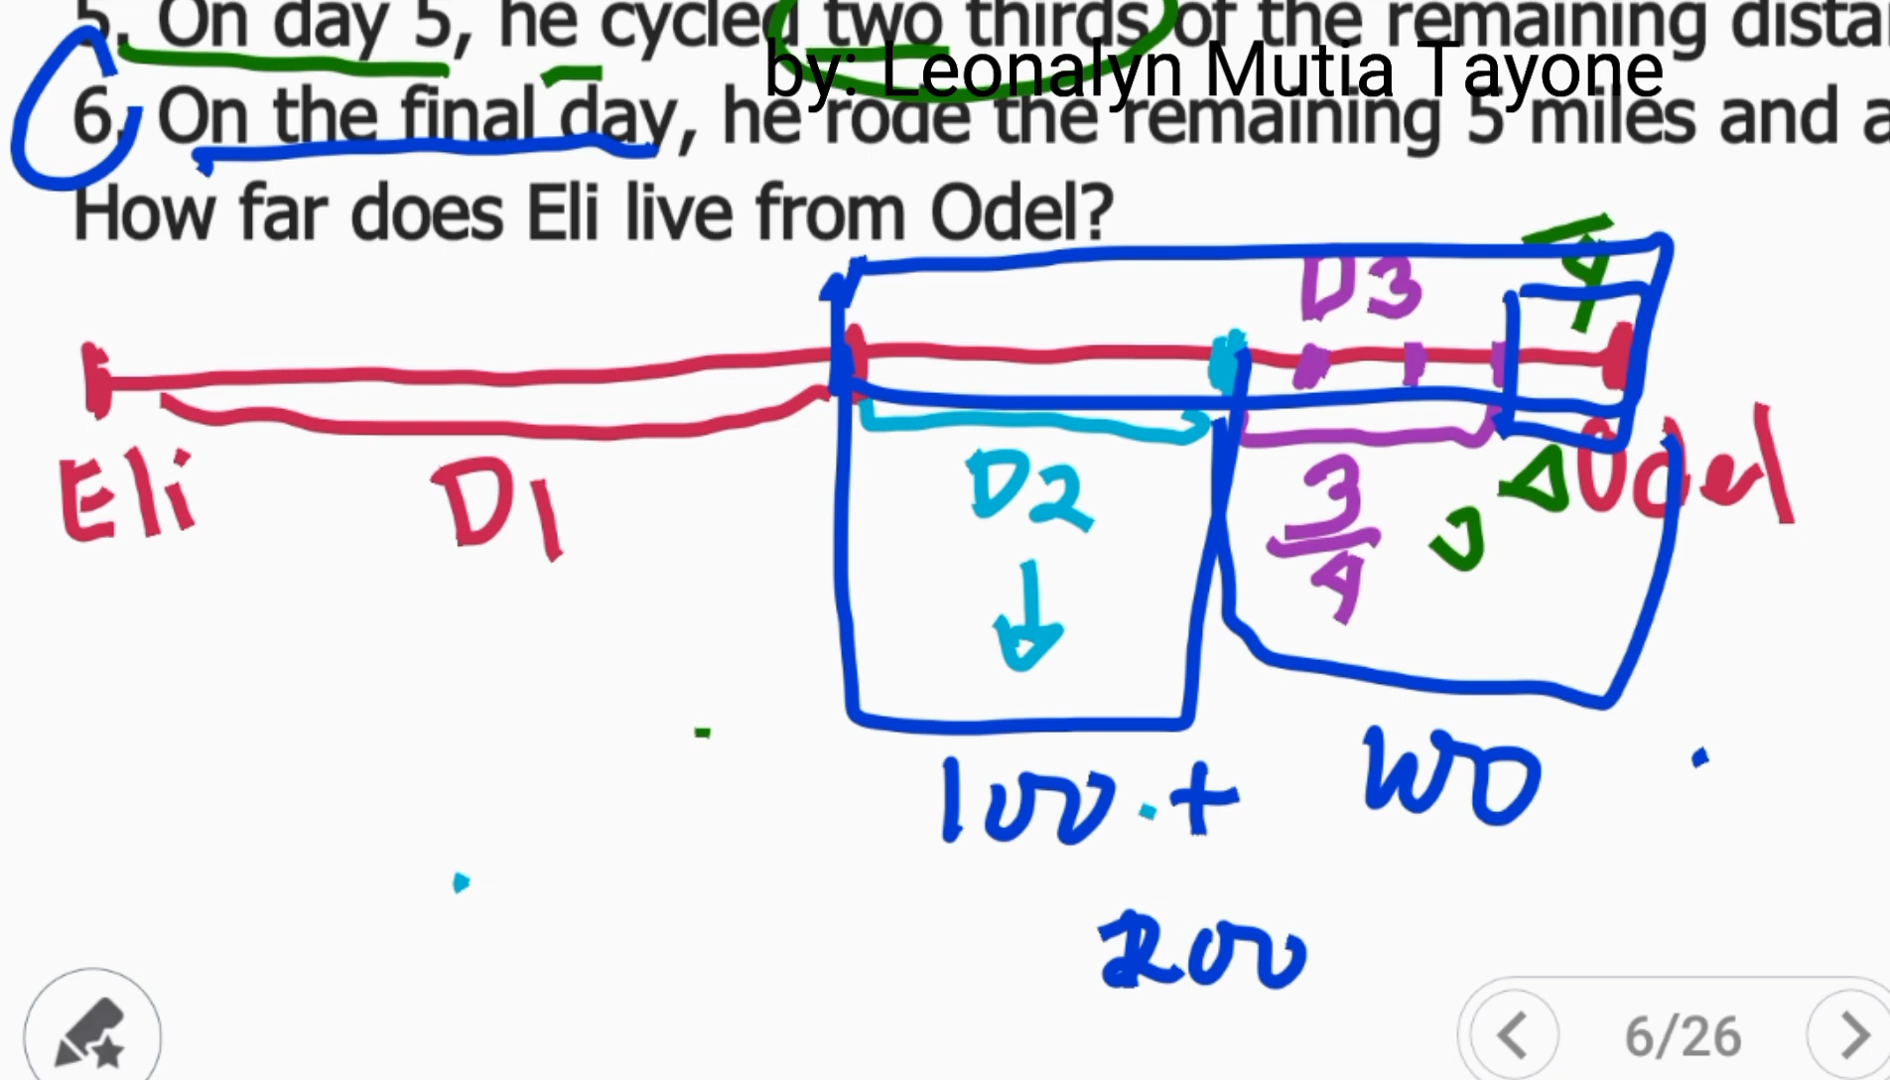 5. On day 5, he cycled two thirds of the remaining dista
by: Leonalyn Mutia Tayone
6. On the final day, he rode the remaining 5 miles and a
How far does Eli live from Odel?
D3
4
Eli
D1
D2
3
4
Odel
100 +
200
6/26